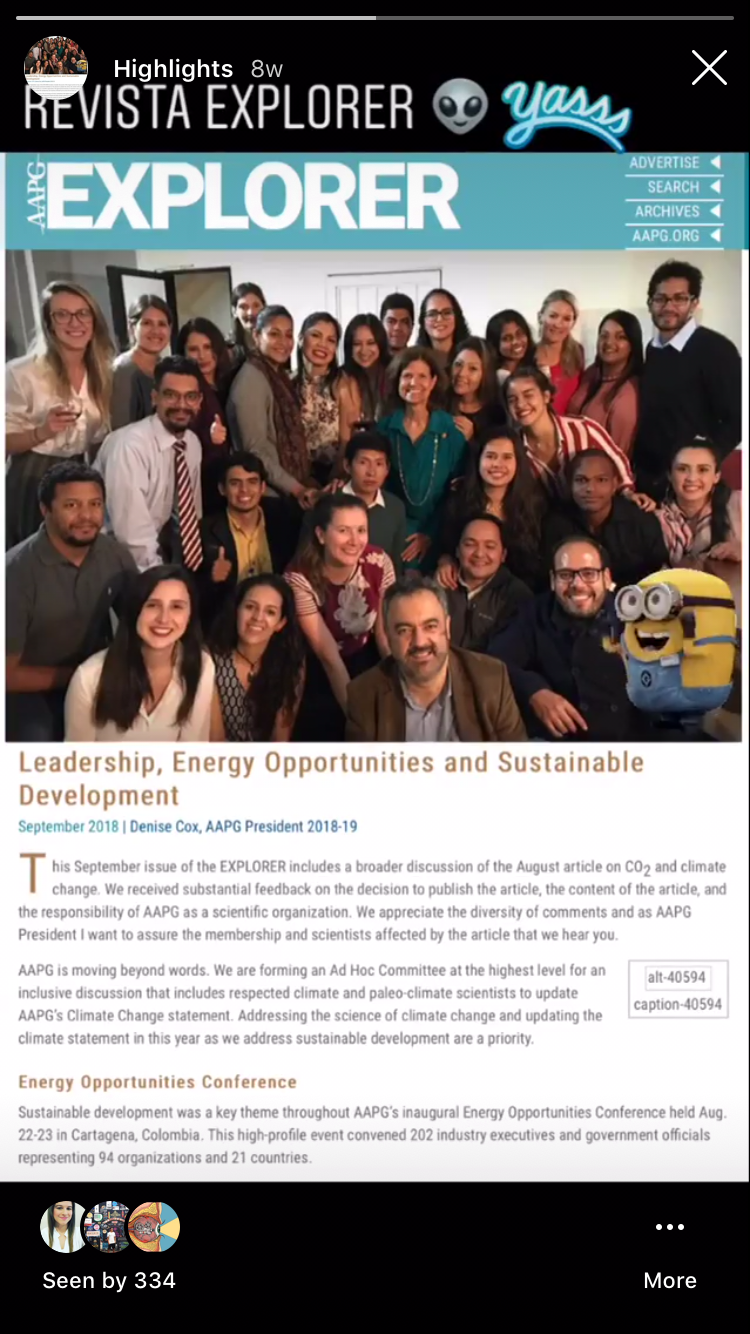 Highlights 8w
REVISTA EXPLORER 👽 yasss
AAPG EXPLORER
ADVERTISE
SEARCH
ARCHIVES
AAPG.ORG
Leadership, Energy Opportunities and Sustainable
Development
September 2018 | Denise Cox, AAPG President 2018-19
This September issue of the EXPLORER includes a broader discussion of the August article on CO₂ and climate
change. We received substantial feedback on the decision to publish the article, the content of the article, and
the responsibility of AAPG as a scientific organization. We appreciate the diversity of comments and as AAPG
President I want to assure the membership and scientists affected by the article that we hear you.
AAPG is moving beyond words. We are forming an Ad Hoc Committee at the highest level for an
inclusive discussion that includes respected climate and paleo-climate scientists to update
AAPG's Climate Change statement. Addressing the science of climate change and updating the
climate statement in this year as we address sustainable development are a priority.
alt-40594
caption-40594
Energy Opportunities Conference
Sustainable development was a key theme throughout AAPG's inaugural Energy Opportunities Conference held Aug.
22-23 in Cartagena, Colombia. This high-profile event convened 202 industry executives and government officials
representing 94 organizations and 21 countries.
Seen by 334
More